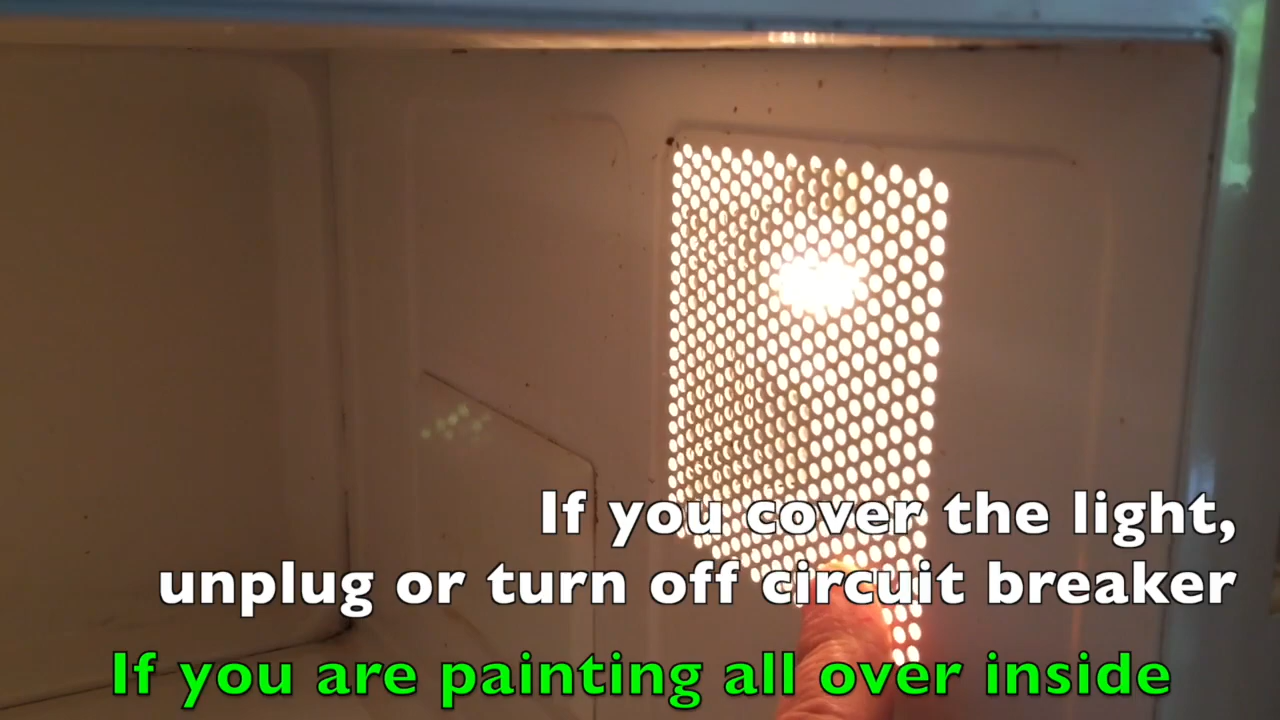 If you cover the light,
unplug or turn off circuit breaker
If you are painting all over inside